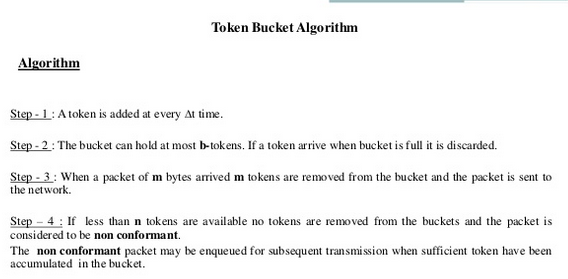 Token Bucket Algorithm
Algorithm
Step - 1 : A token is added at every Δt time.
Step - 2 : The bucket can hold at most b-tokens. If a token arrive when bucket is full it is discarded.
Step - 3 : When a packet of m bytes arrived m tokens are removed from the bucket and the packet is sent to
the network.
Step – 4 : If less than n tokens are available no tokens are removed from the buckets and the packet is
considered to be non conformant.
The non conformant packet may be enqueued for subsequent transmission when sufficient token have been
accumulated in the bucket.